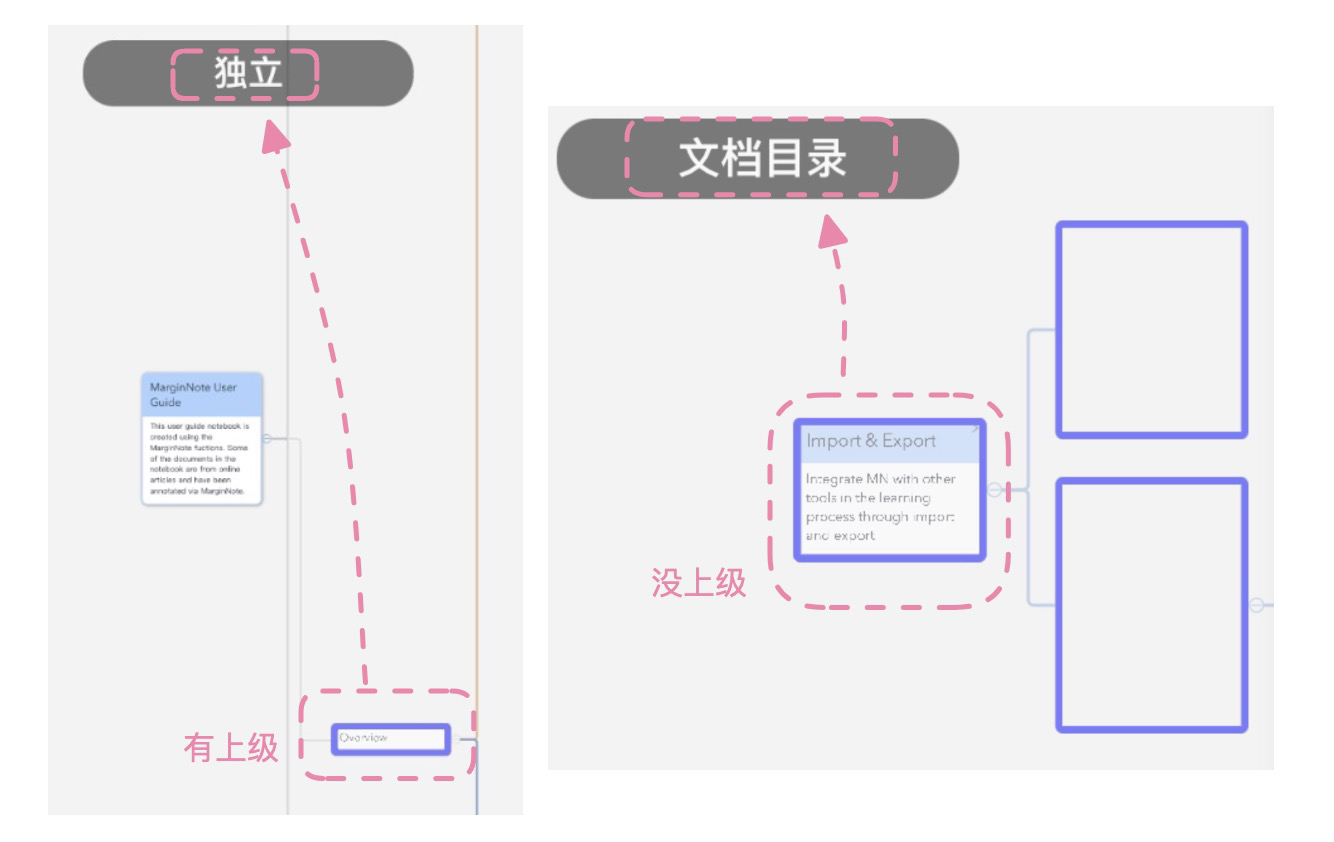 独立
MarginNote User
Guide
This user guide notebook is
created using the
MarginNote fuctions. Some
of the documents in the
notebook are from online
articles and have been
annotated via MarginNote.
有上级
Overview
文档目录
Import & Export
Integrate MN with other
tools in the learning
process through import
and export
没上级